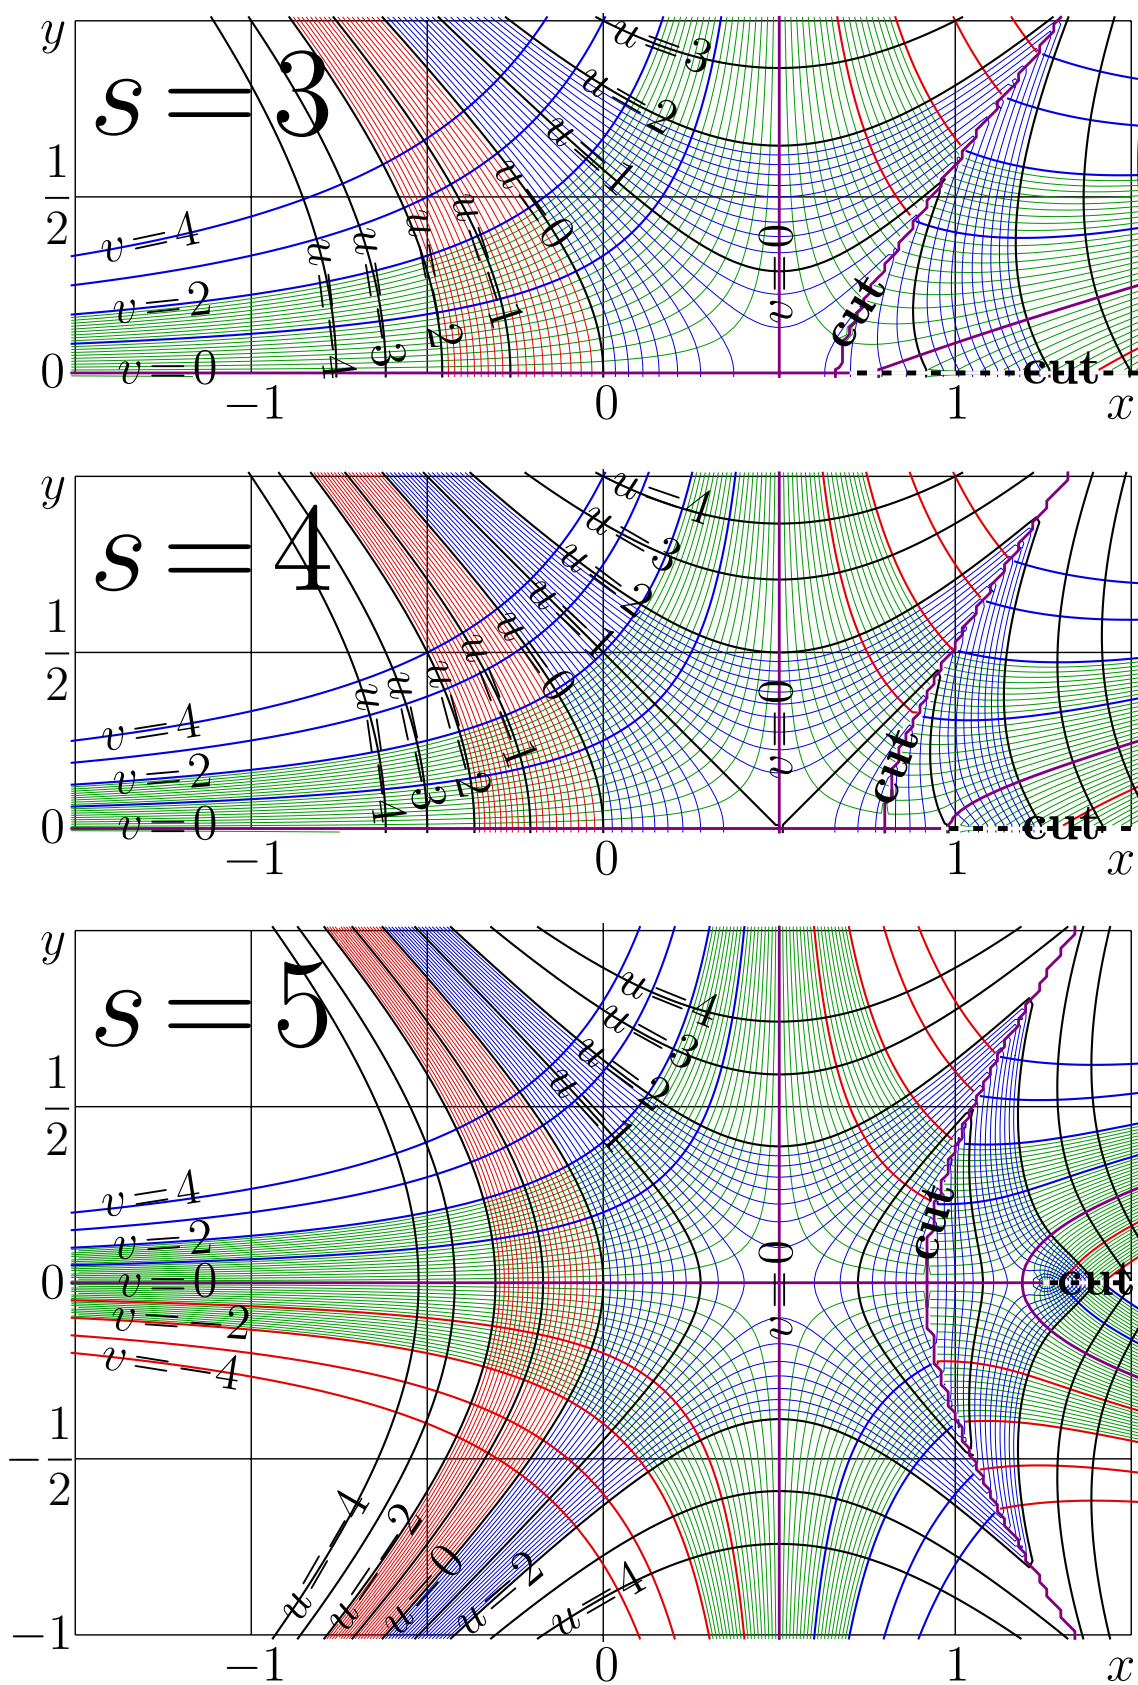 y
s = 3
u=3
u=2
u=1
u=0
u=-1
u=-2
u=-3
u=-4
1
2
v=4
v=2
v=0
v=0
cut
cut
0
-1
0
1
x
y
s = 4
u=4
u=3
u=2
u=1
u=0
u=-1
u=-2
u=-3
u=-4
1
2
v=4
v=2
v=0
v=0
cut
cut
0
-1
0
1
x
y
s = 5
u=4
u=3
u=2
u=1
1
2
v=4
v=2
v=0
v=-2
v=-4
v=0
cut
cut
0
-1
2
u=-4
u=-2
u=0
u=2
u=4
-1
-1
0
1
x